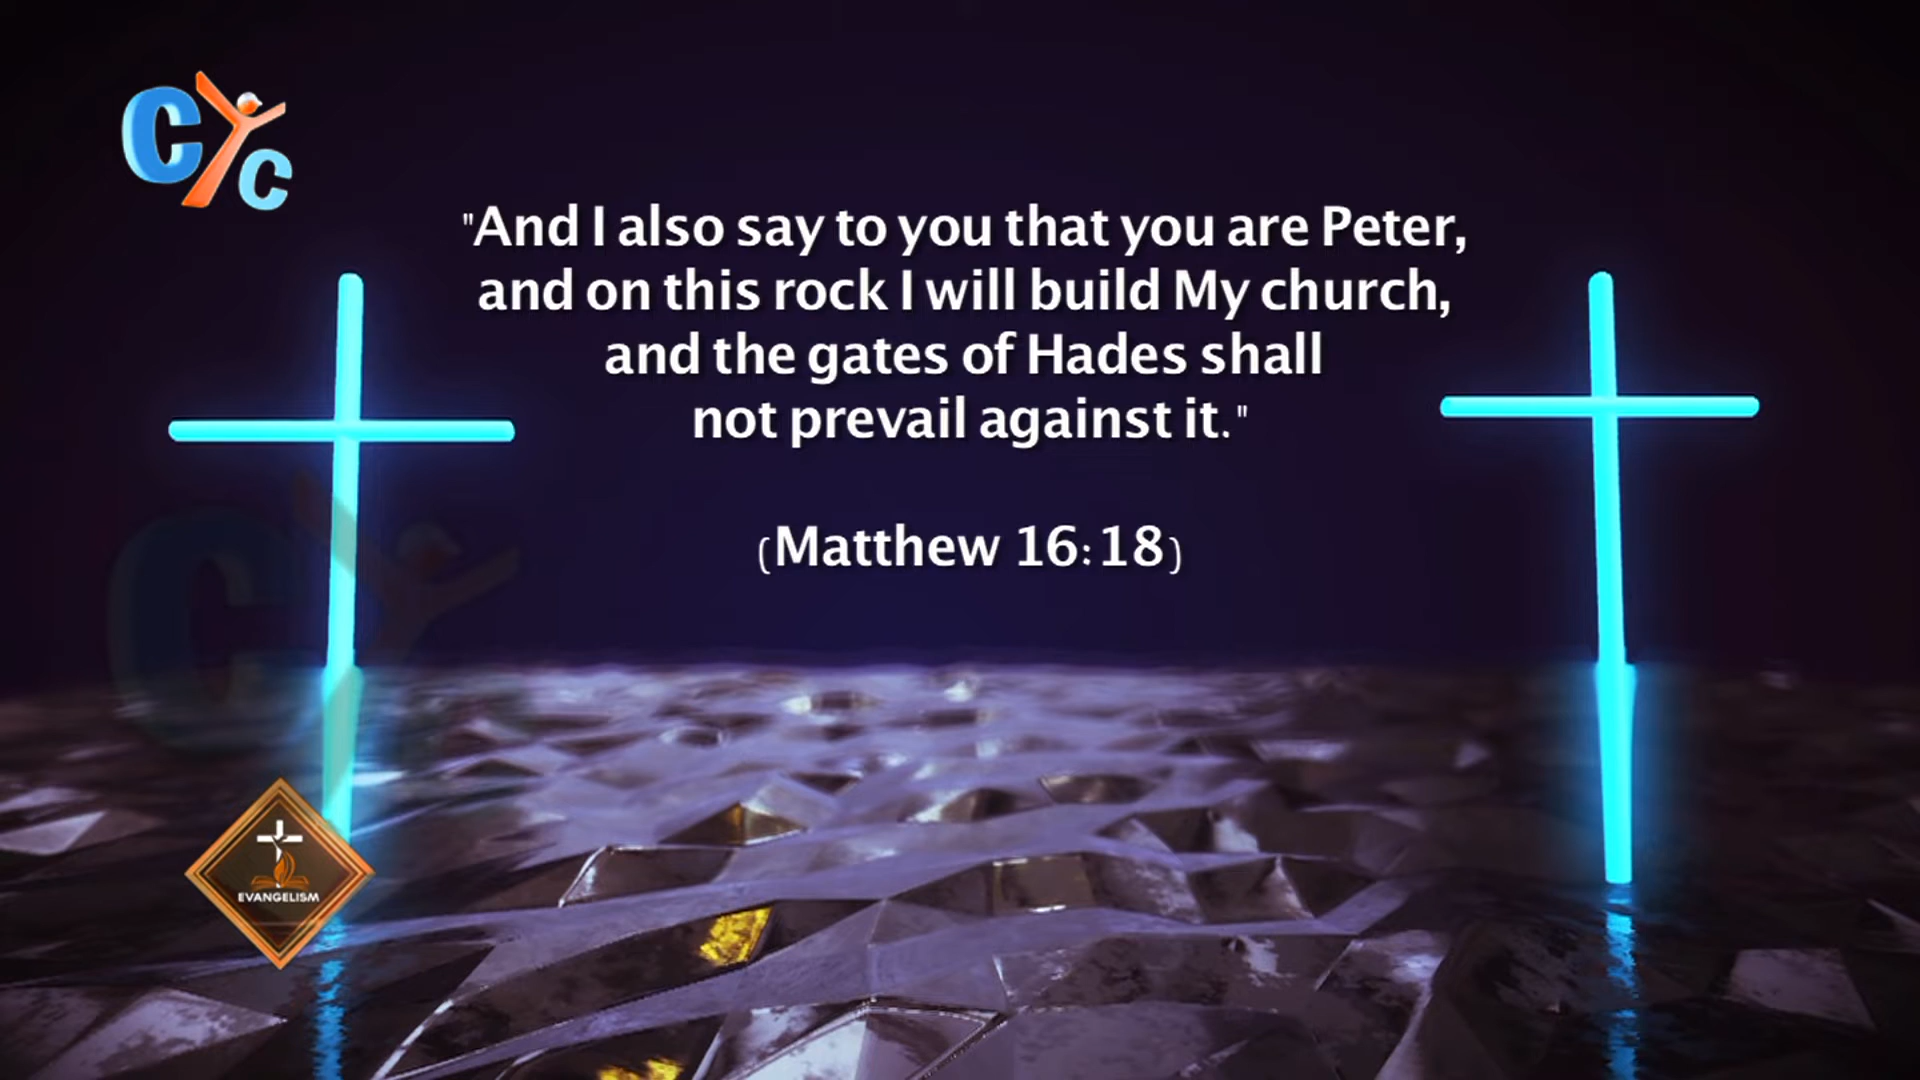 CYC
"And I also say to you that you are Peter,
and on this rock I will build My church,
and the gates of Hades shall
not prevail against it."
(Matthew 16:18)
EVANGELISM